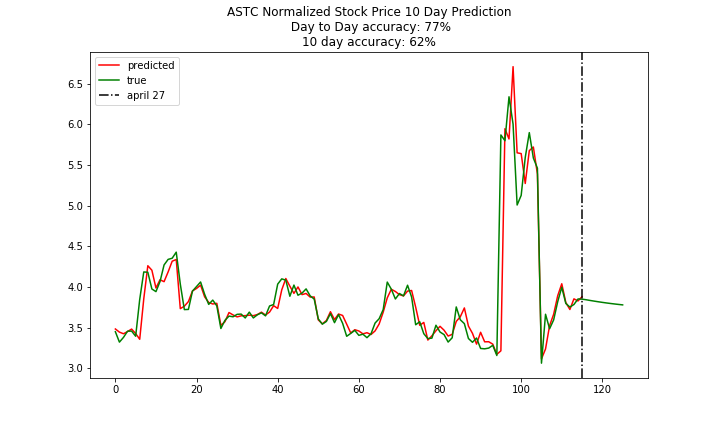 ASTC Normalized Stock Price 10 Day Prediction
Day to Day accuracy: 77%
10 day accuracy: 62%
predicted
true
april 27
6.5
6.0
5.5
5.0
4.5
4.0
3.5
3.0
0
20
40
60
80
100
120